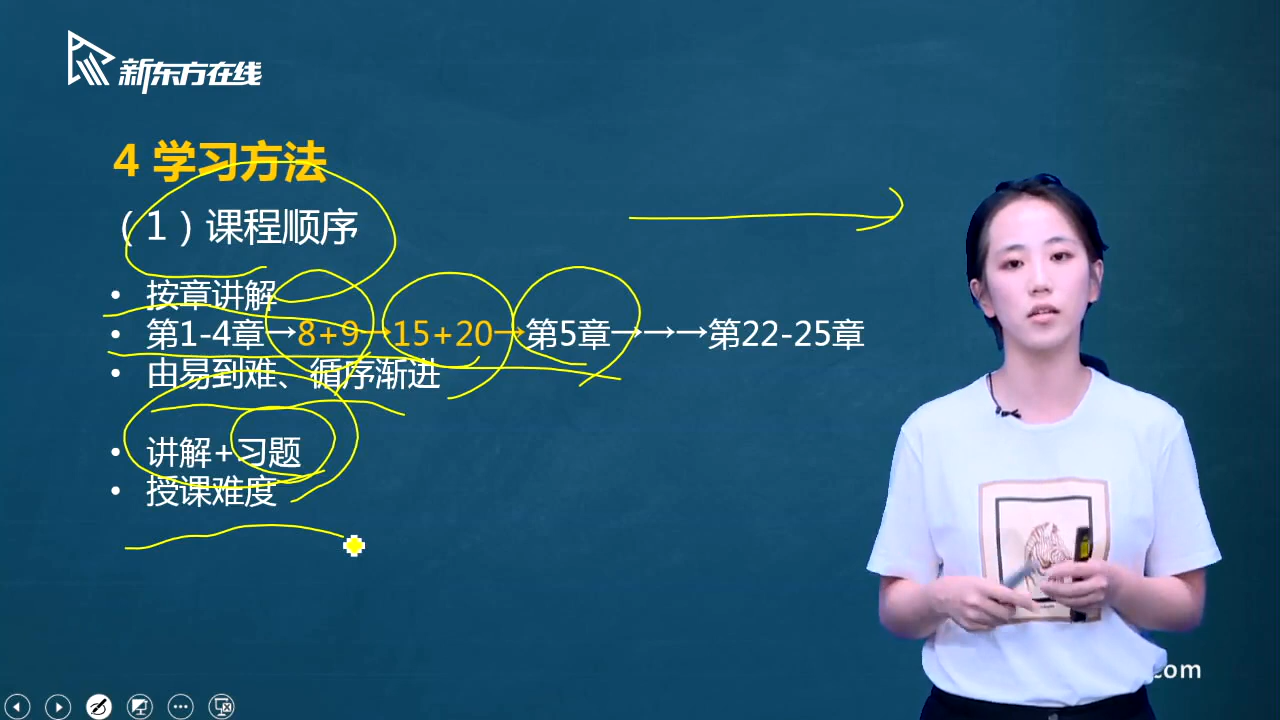 新东方在线
4 学习方法
（1）课程顺序
• 按章讲解
• 第1-4章→8+9→15+20→第5章→→→第22-25章
• 由易到难、循序渐进
• 讲解+习题
• 授课难度
.com